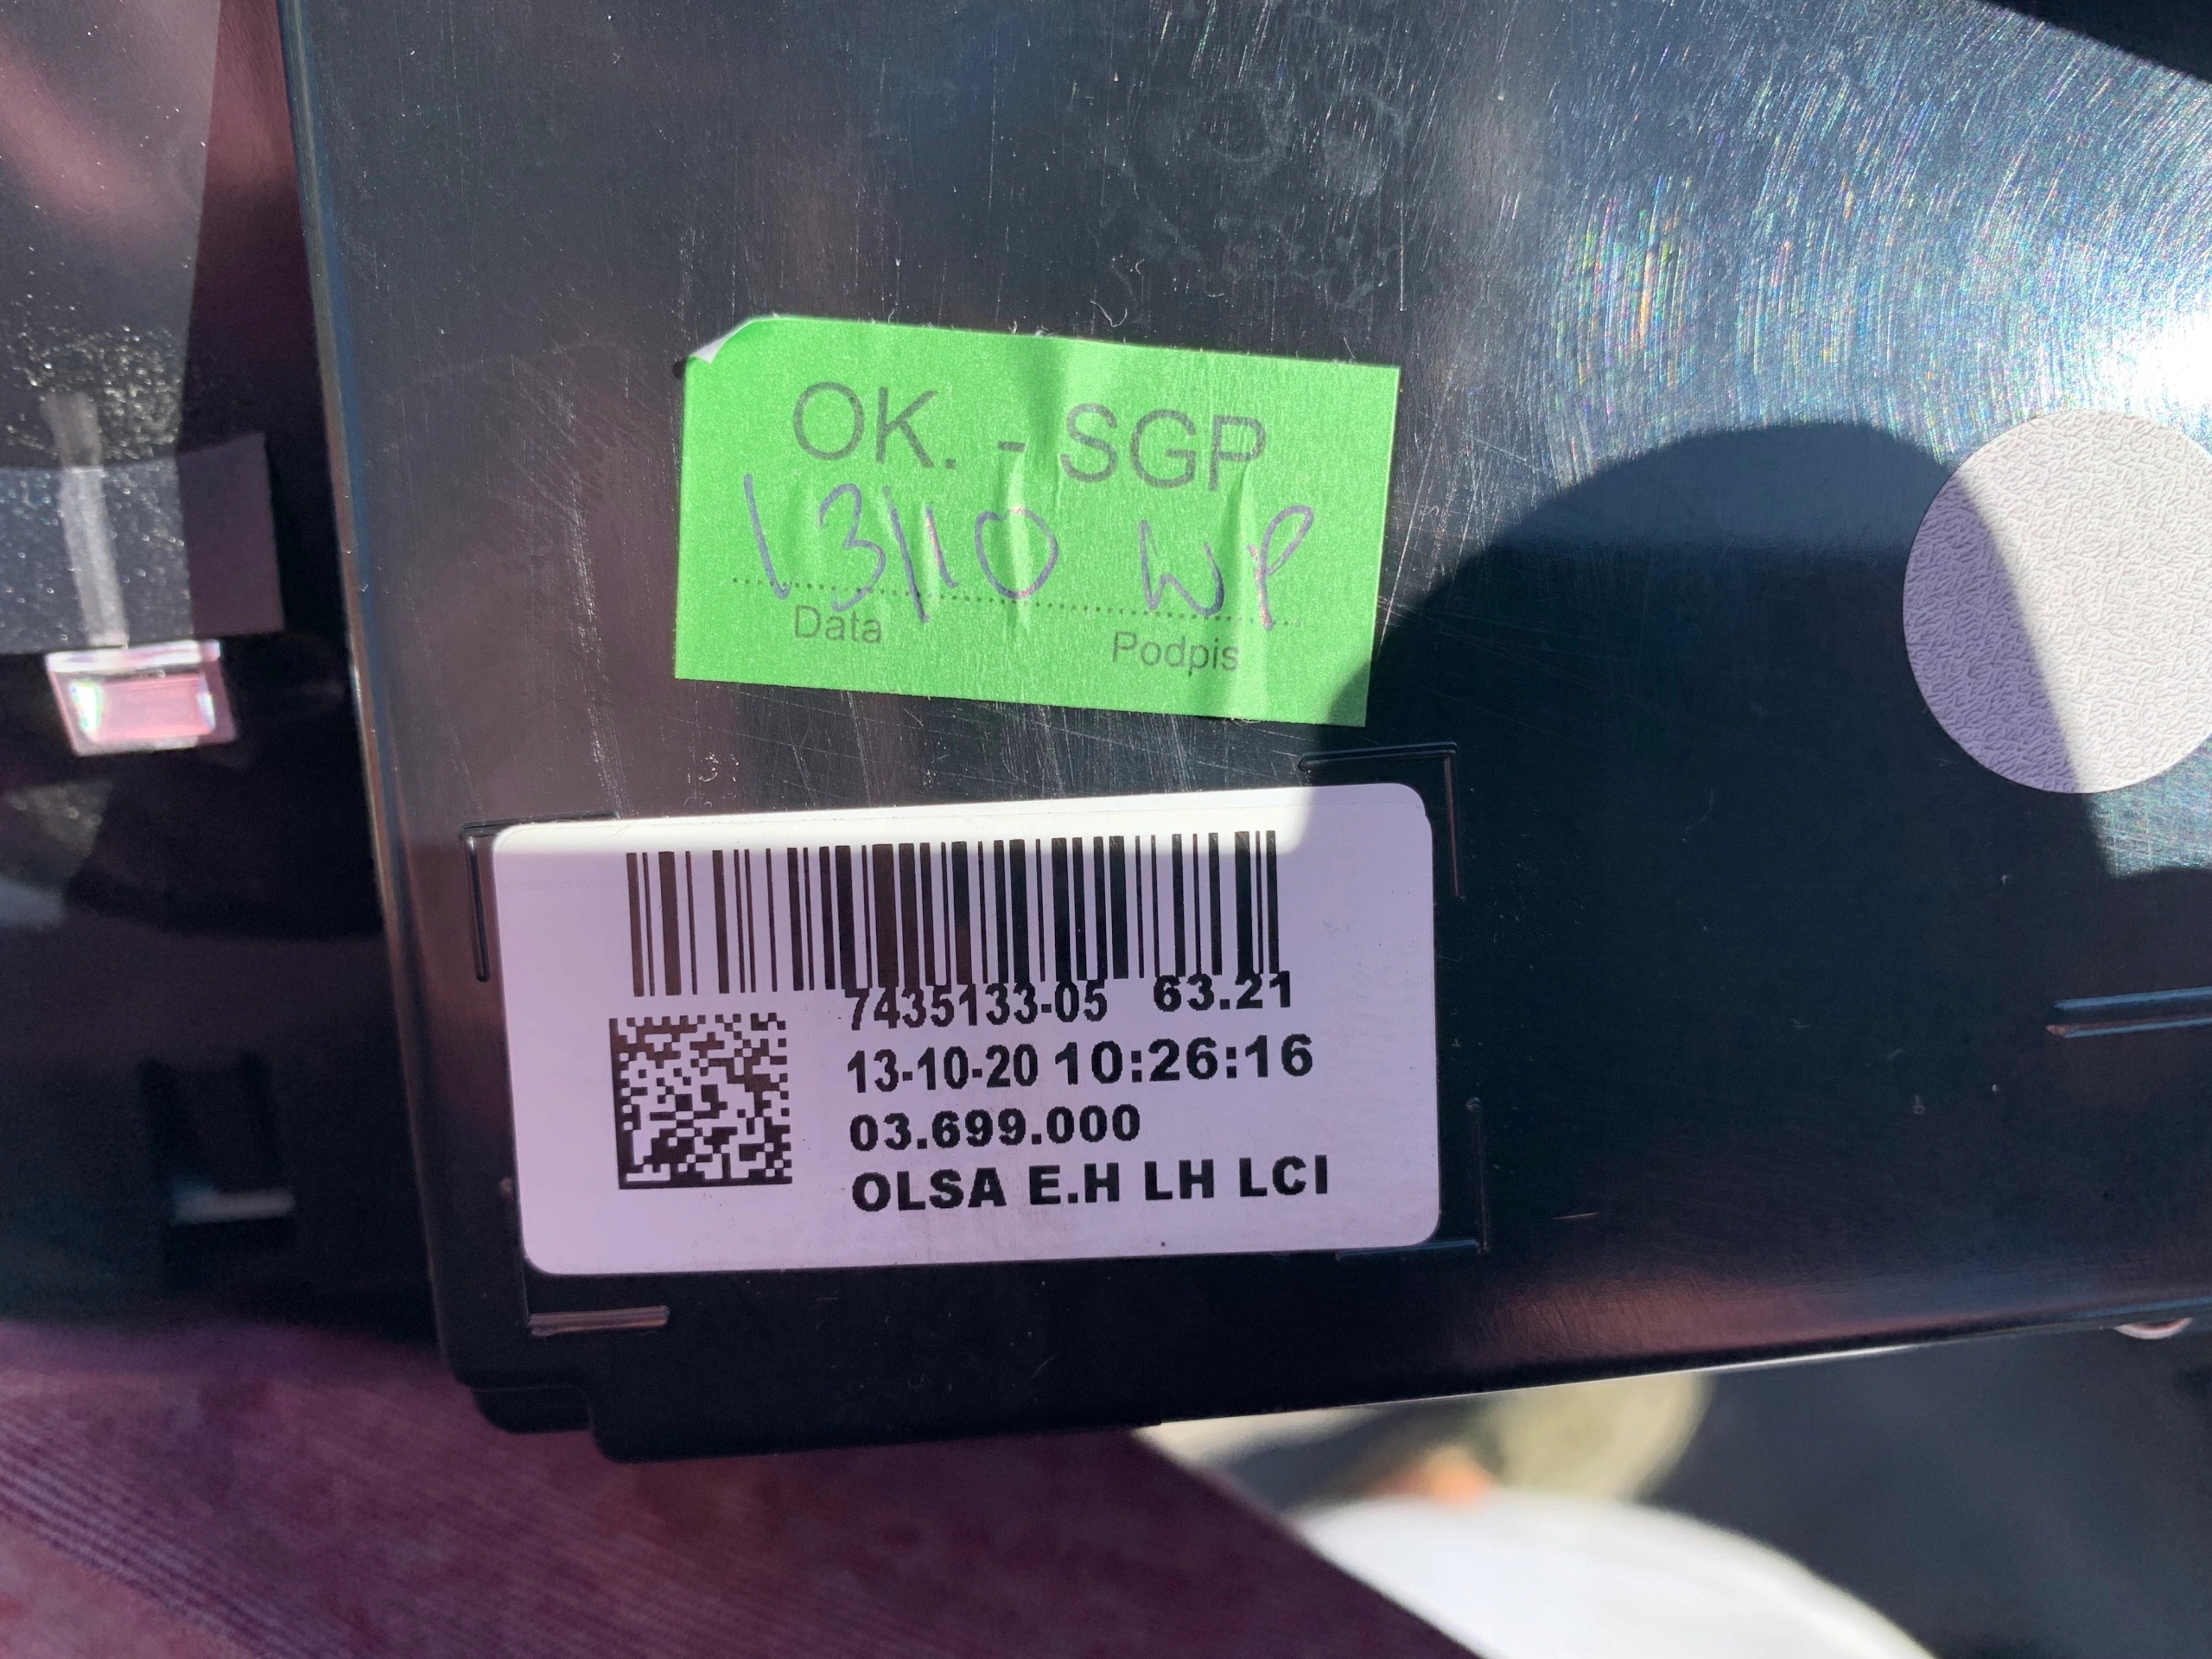 OK. - SGP
13/10 WP
Data Podpis
7435133-05 63.21
13-10-20 10:26:16
03.699.000
OLSA E.H LH LCI